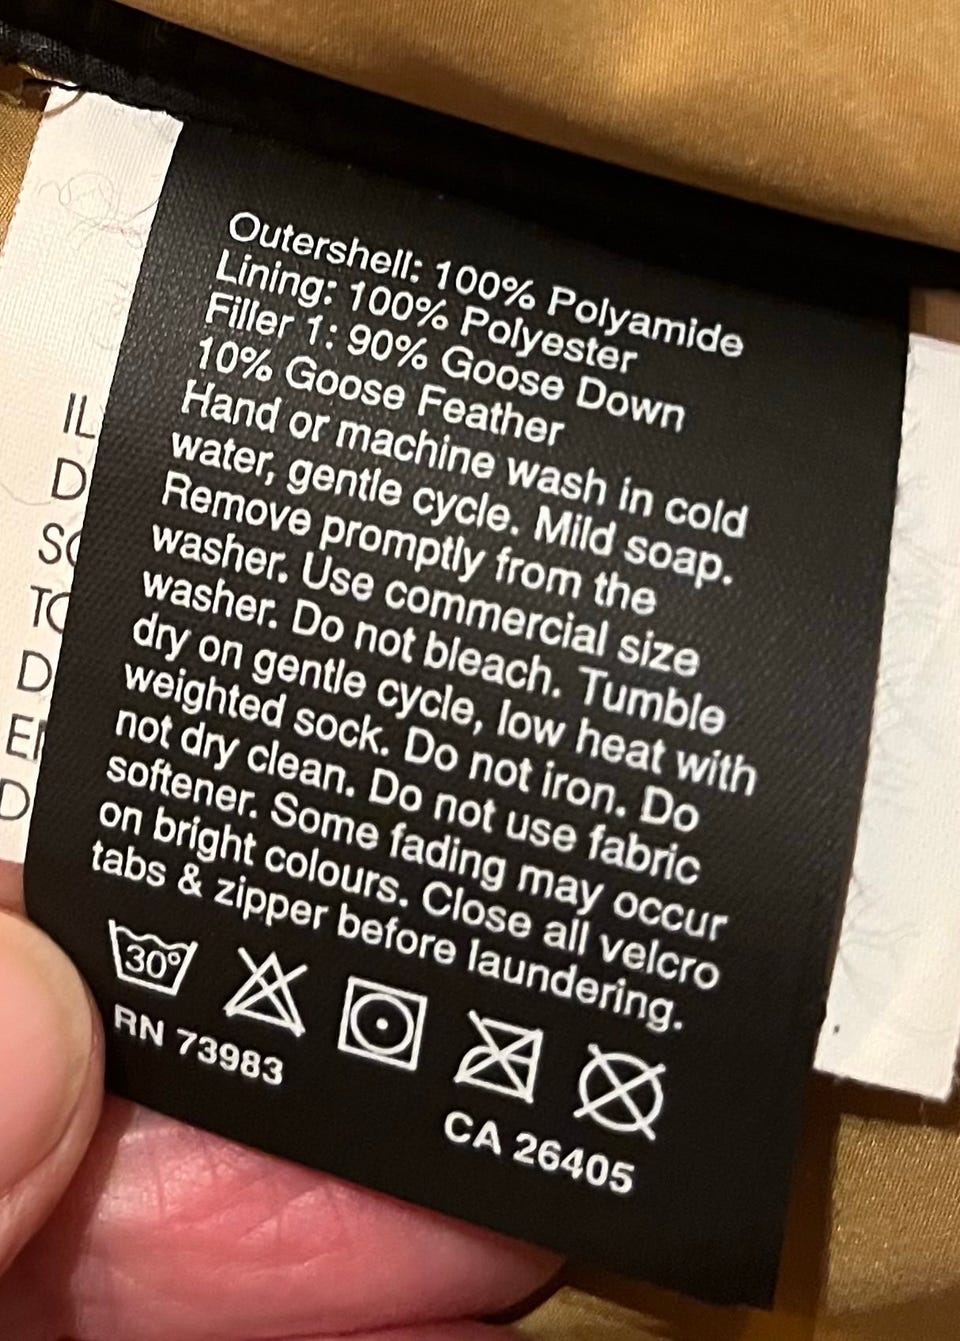 Outershell: 100% Polyamide
Lining: 100% Polyester
Filler 1: 90% Goose Down
10% Goose Feather
Hand or machine wash in cold
water, gentle cycle. Mild soap.
Remove promptly from the
washer. Use commercial size
washer. Do not bleach. Tumble
dry on gentle cycle, low heat with
weighted sock. Do not iron. Do
not dry clean. Do not use fabric
softener. Some fading may occur
on bright colours. Close all velcro
tabs & zipper before laundering.
30°
RN 73983
CA 26405